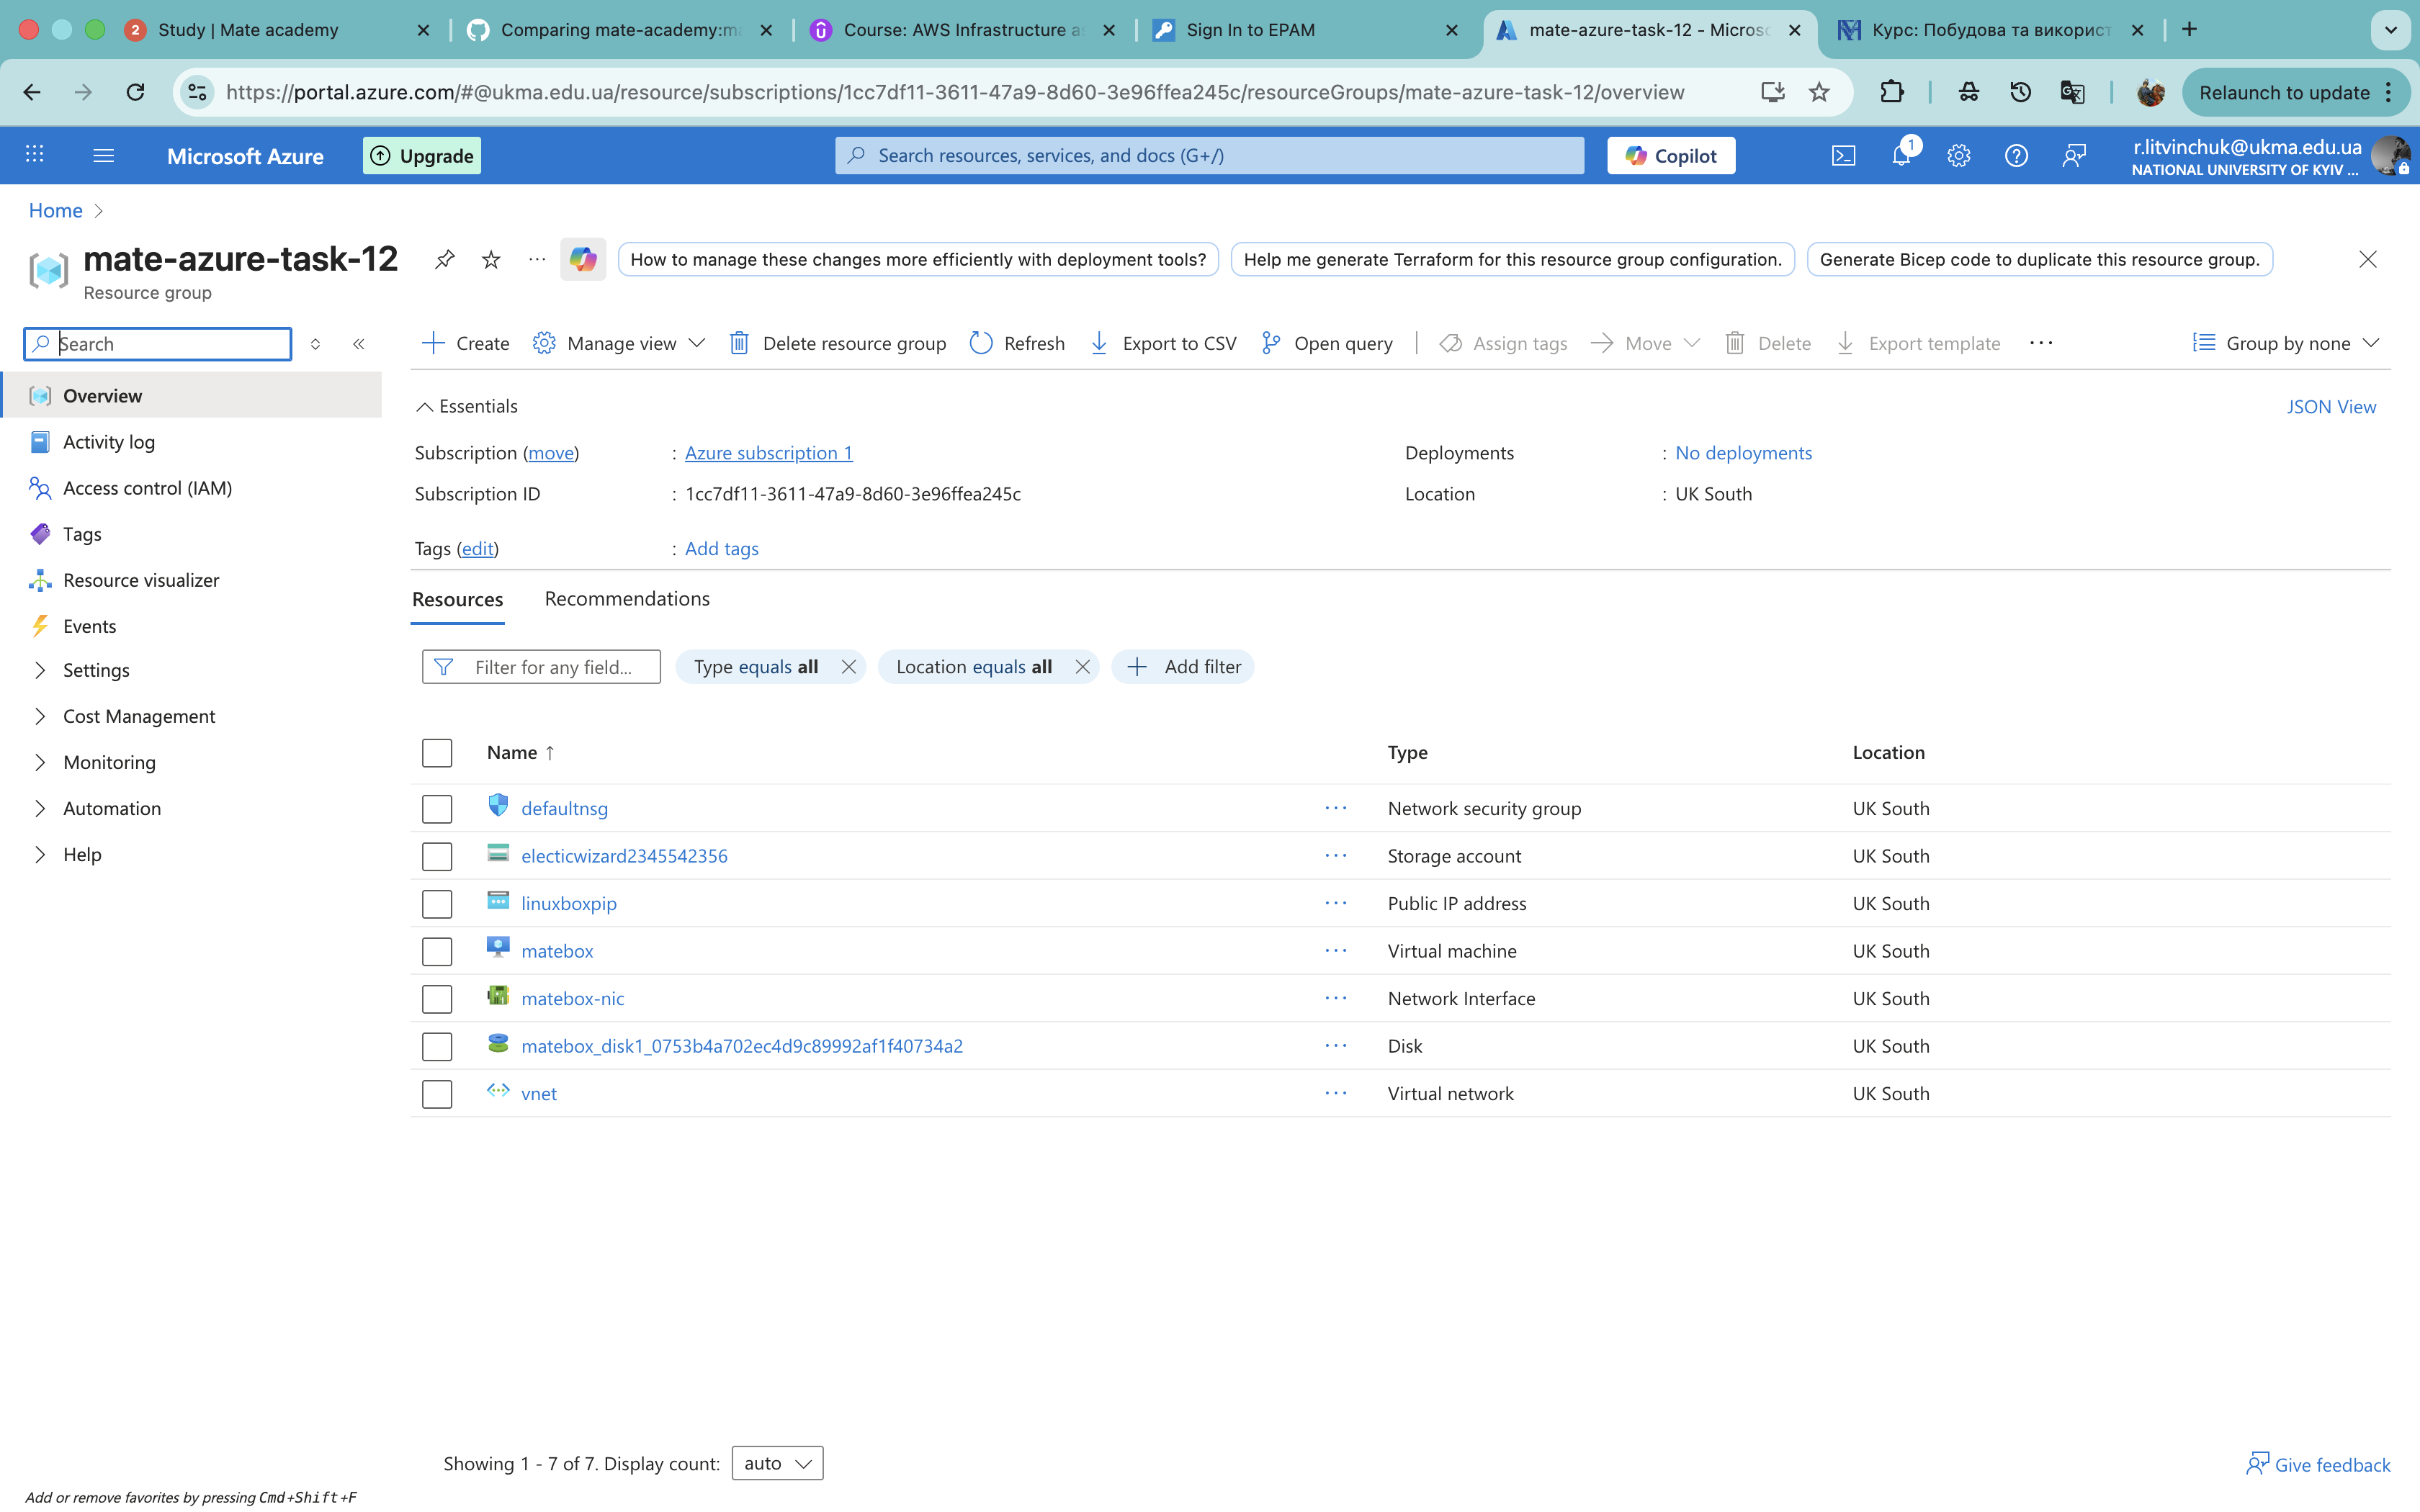 2 Study | Mate academy
Comparing mate-academy:ma
Course: AWS Infrastructure as
Sign In to EPAM
mate-azure-task-12 - Microso
Курс: Побудова та використ
https://portal.azure.com/#@ukma.edu.ua/resource/subscriptions/1cc7df11-3611-47a9-8d60-3e96ffea245c/resourceGroups/mate-azure-task-12/overview
Relaunch to update
Microsoft Azure
Upgrade
Search resources, services, and docs (G+/)
Copilot
1
r.litvinchuk@ukma.edu.ua
NATIONAL UNIVERSITY OF KYIV ...
Home
mate-azure-task-12
How to manage these changes more efficiently with deployment tools?
Help me generate Terraform for this resource group configuration.
Generate Bicep code to duplicate this resource group.
Resource group
Search
Create
Manage view
Delete resource group
Refresh
Export to CSV
Open query
Assign tags
Move
Delete
Export template
Group by none
Overview
Activity log
Access control (IAM)
Tags
Resource visualizer
Events
Settings
Cost Management
Monitoring
Automation
Help
Essentials
JSON View
Subscription (move) : Azure subscription 1
Subscription ID : 1cc7df11-3611-47a9-8d60-3e96ffea245c
Deployments : No deployments
Location : UK South
Tags (edit) : Add tags
Resources Recommendations
Filter for any field...
Type equals all
Location equals all
Add filter
Name ↑ Type Location
defaultnsg ... Network security group UK South
electicwizard2345542356 ... Storage account UK South
linuxboxpip ... Public IP address UK South
matebox ... Virtual machine UK South
matebox-nic ... Network Interface UK South
matebox_disk1_0753b4a702ec4d9c89992af1f40734a2 ... Disk UK South
vnet ... Virtual network UK South
Showing 1 - 7 of 7. Display count: auto
Give feedback
Add or remove favorites by pressing Cmd+Shift+F